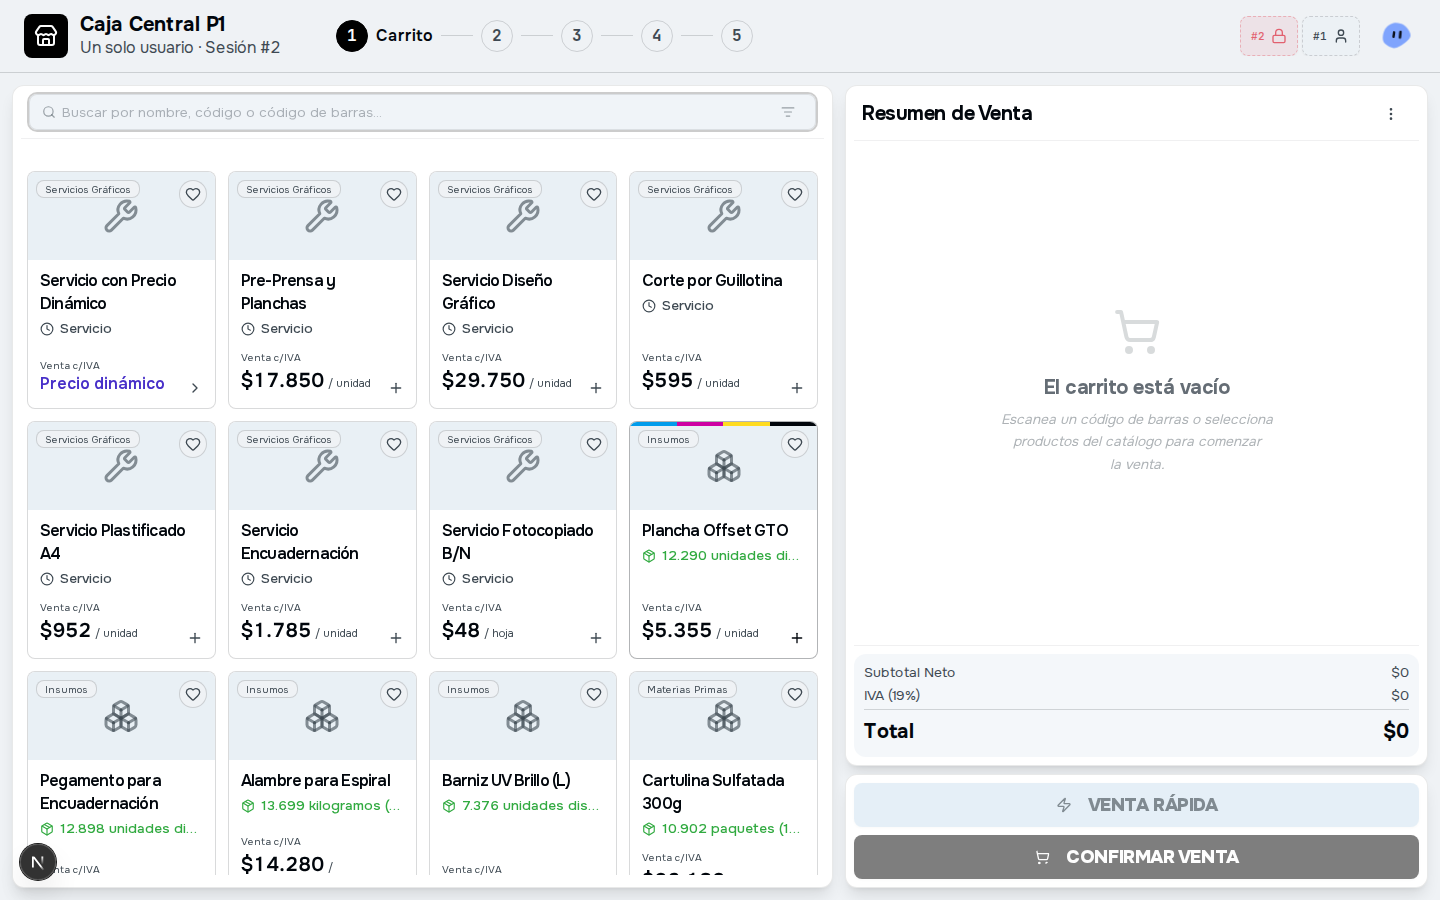 Caja Central P1
Un solo usuario · Sesión #2
1 Carrito 2 3 4 5
#2 #1
Buscar por nombre, código o código de barras...
Servicios Gráficos
Servicio con Precio
Dinámico
Servicio
Venta c/IVA
Precio dinámico
Servicios Gráficos
Pre-Prensa y
Planchas
Servicio
Venta c/IVA
$17.850 / unidad
Servicios Gráficos
Servicio Diseño
Gráfico
Servicio
Venta c/IVA
$29.750 / unidad
Servicios Gráficos
Corte por Guillotina
Servicio
Venta c/IVA
$595 / unidad
Servicios Gráficos
Servicio Plastificado
A4
Servicio
Venta c/IVA
$952 / unidad
Servicios Gráficos
Servicio
Encuadernación
Servicio
Venta c/IVA
$1.785 / unidad
Servicios Gráficos
Servicio Fotocopiado
B/N
Servicio
Venta c/IVA
$48 / hoja
Insumos
Plancha Offset GTO
12.290 unidades di...
Venta c/IVA
$5.355 / unidad
Insumos
Pegamento para
Encuadernación
12.898 unidades di...
Insumos
Alambre para Espiral
13.699 kilogramos (...
Venta c/IVA
$14.280 /
Insumos
Barniz UV Brillo (L)
7.376 unidades dis...
Venta c/IVA
Materias Primas
Cartulina Sulfatada
300g
10.902 paquetes (1...
Venta c/IVA
N
Resumen de Venta
El carrito está vacío
Escanea un código de barras o selecciona
productos del catálogo para comenzar
la venta.
Subtotal Neto $0
IVA (19%) $0
Total $0
VENTA RÁPIDA
CONFIRMAR VENTA